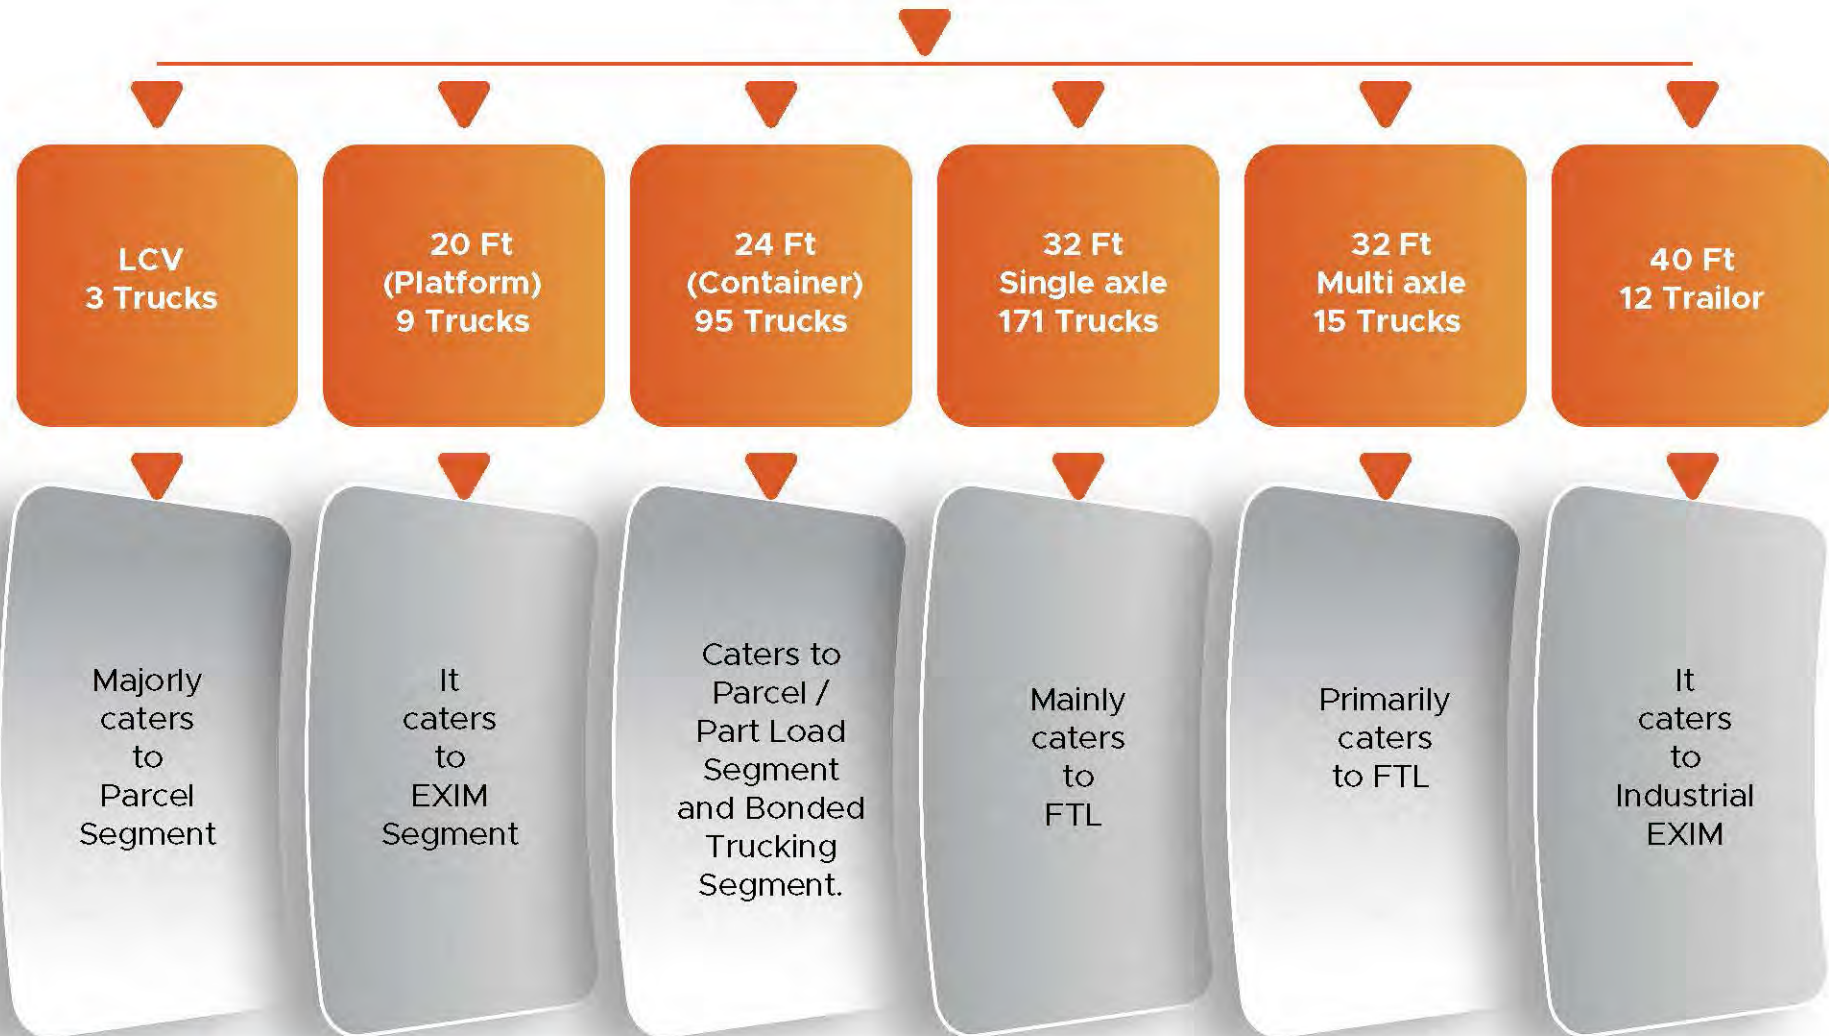 LCV
3 Trucks
20 Ft
(Platform)
9 Trucks
24 Ft
(Container)
95 Trucks
32 Ft
Single axle
171 Trucks
32 Ft
Multi axle
15 Trucks
40 Ft
12 Trailor
Majorly
caters
to
Parcel
Segment
It
caters
to
EXIM
Segment
Caters to
Parcel /
Part Load
Segment
and Bonded
Trucking
Segment.
Mainly
caters
to
FTL
Primarily
caters
to FTL
It
caters
to
Industrial
EXIM